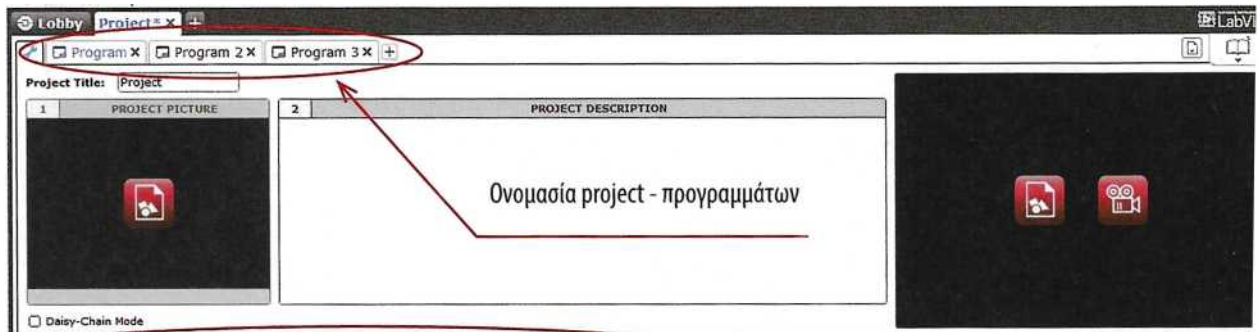 Lobby Project* × +
LabVI
Program × Program 2 × Program 3 × +
Project Title: Project
1 PROJECT PICTURE 2 PROJECT DESCRIPTION
Ονομασία project - προγραμμάτων
Daisy-Chain Mode